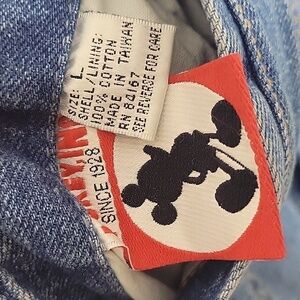 SIZE: L
SHELL/LINING:
100% COTTON
MADE IN TAIWAN
RN 84167
SEE REVERSE FOR CARE
SINCE 1928